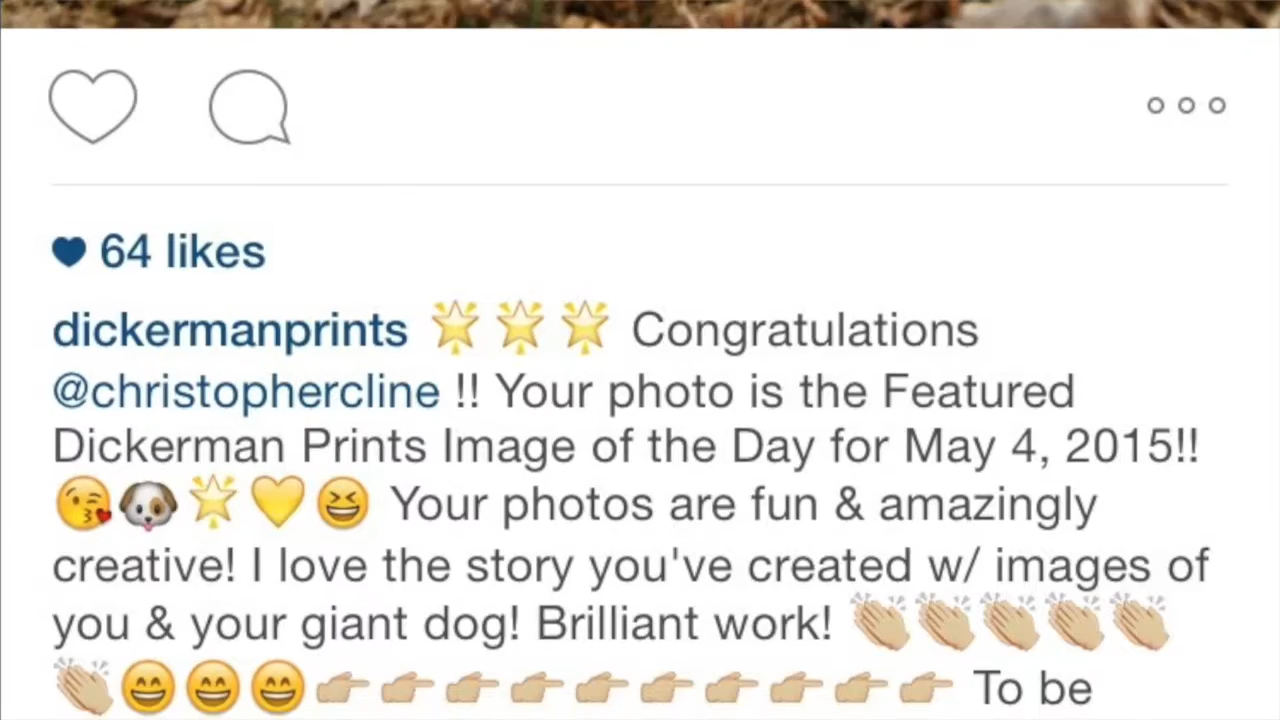 64 likes
dickermanprints 🌟🌟🌟 Congratulations
@christophercline !! Your photo is the Featured
Dickerman Prints Image of the Day for May 4, 2015!!
😘🐶🌟💛😆 Your photos are fun & amazingly
creative! I love the story you've created w/ images of
you & your giant dog! Brilliant work! 👏🏼👏🏼👏🏼👏🏼👏🏼
👏🏼😄😄😄👉🏼👉🏼👉🏼👉🏼👉🏼👉🏼👉🏼👉🏼👉🏼👉🏼 To be